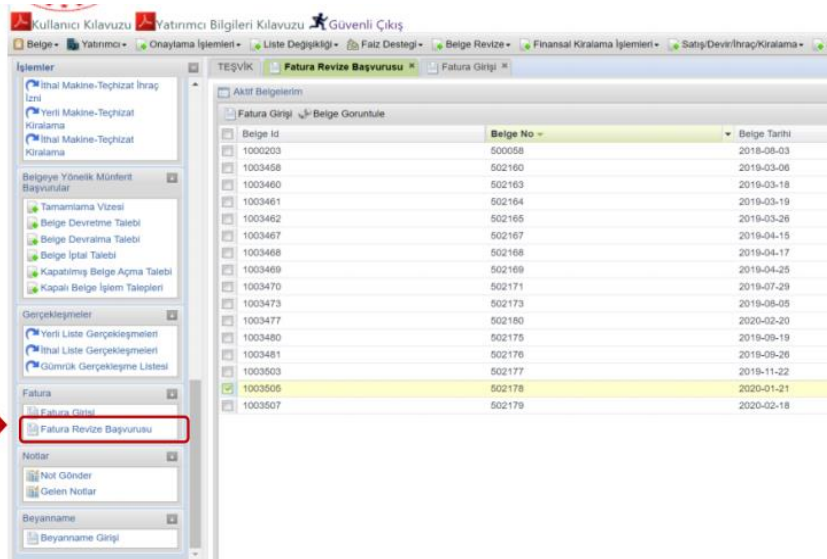 Kullanıcı Kılavuzu Yatırımcı Bilgileri Kılavuzu Güvenli Çıkış
Belge Yatırımcı Onaylama İşlemleri Liste Değişikliği Faiz Destegi Belge Revize Finansal Kiralama İşlemleri Satış/Devir/İhraç/Kiralama
İşlemler
İthal Makine-Teçhizat İhraç
İzni
Yerli Makine-Teçhizat
Kiralama
İthal Makine-Teçhizat
Kiralama
Belgeye Yönelik Münferit
Başvurular
Tamamlama Vizesi
Belge Devretme Talebi
Belge Devralma Talebi
Belge İptal Talebi
Kapatılmış Belge Açma Talebi
Kapalı Belge İşlem Talepleri
Gerçekleşmeler
Yerli Liste Gerçekleşmeleri
İthal Liste Gerçekleşmeleri
Gümrük Gerçekleşme Listesi
Fatura
Fatura Girişi
Fatura Revize Başvurusu
Notlar
Not Gönder
Gelen Notlar
Beyanname
Beyanname Girişi
TEŞVİK Fatura Revize Başvurusu Fatura Girişi
Aktif Belgelerim
Fatura Girişi Belge Goruntule
Belge Id Belge No Belge Tarihi
1000203 500058 2018-08-03
1003458 502160 2019-03-06
1003460 502163 2019-03-18
1003461 502164 2019-03-19
1003462 502165 2019-03-26
1003467 502167 2019-04-15
1003468 502168 2019-04-17
1003469 502169 2019-04-25
1003470 502171 2019-07-29
1003473 502173 2019-08-05
1003477 502180 2020-02-20
1003480 502175 2019-09-19
1003481 502176 2019-09-26
1003503 502177 2019-11-22
1003505 502178 2020-01-21
1003507 502179 2020-02-18